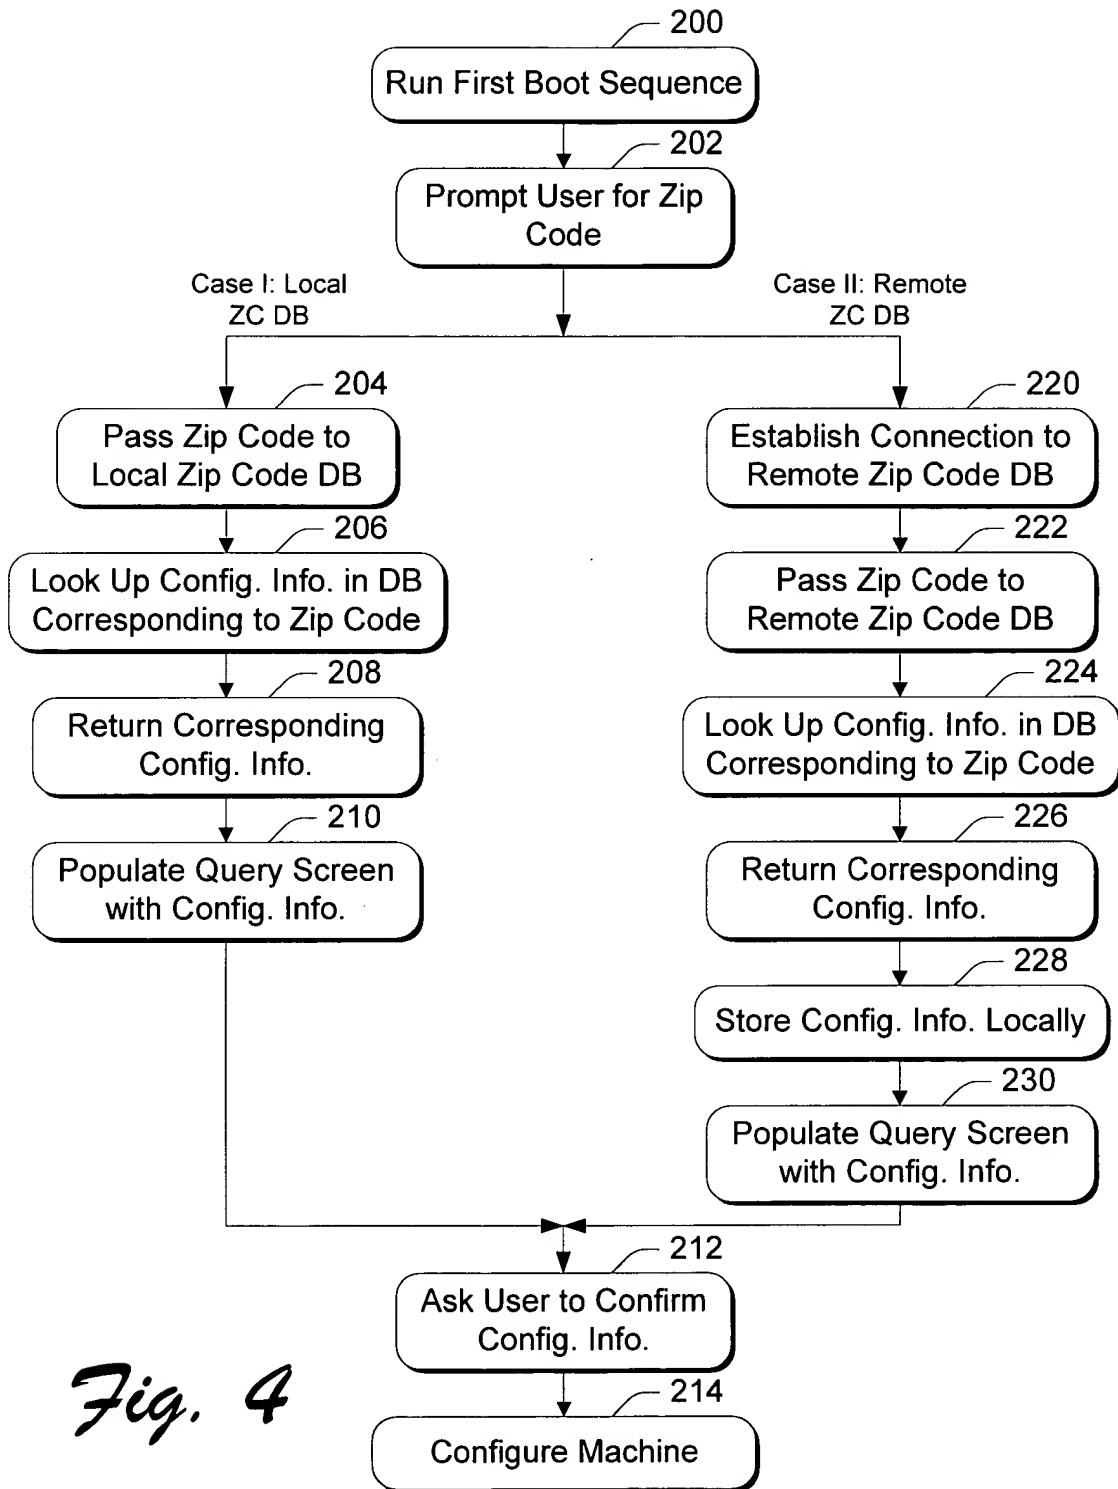 200
Run First Boot Sequence
202
Prompt User for Zip
Code
Case I: Local
ZC DB
Case II: Remote
ZC DB
204
Pass Zip Code to
Local Zip Code DB
206
Look Up Config. Info. in DB
Corresponding to Zip Code
208
Return Corresponding
Config. Info.
210
Populate Query Screen
with Config. Info.
220
Establish Connection to
Remote Zip Code DB
222
Pass Zip Code to
Remote Zip Code DB
224
Look Up Config. Info. in DB
Corresponding to Zip Code
226
Return Corresponding
Config. Info.
228
Store Config. Info. Locally
230
Populate Query Screen
with Config. Info.
212
Ask User to Confirm
Config. Info.
214
Configure Machine
Fig. 4